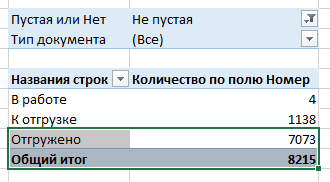 Пустая или Нет Не пустая
Тип документа (Все)
Названия строк Количество по полю Номер
В работе 4
К отгрузке 1138
Отгружено 7073
Общий итог 8215